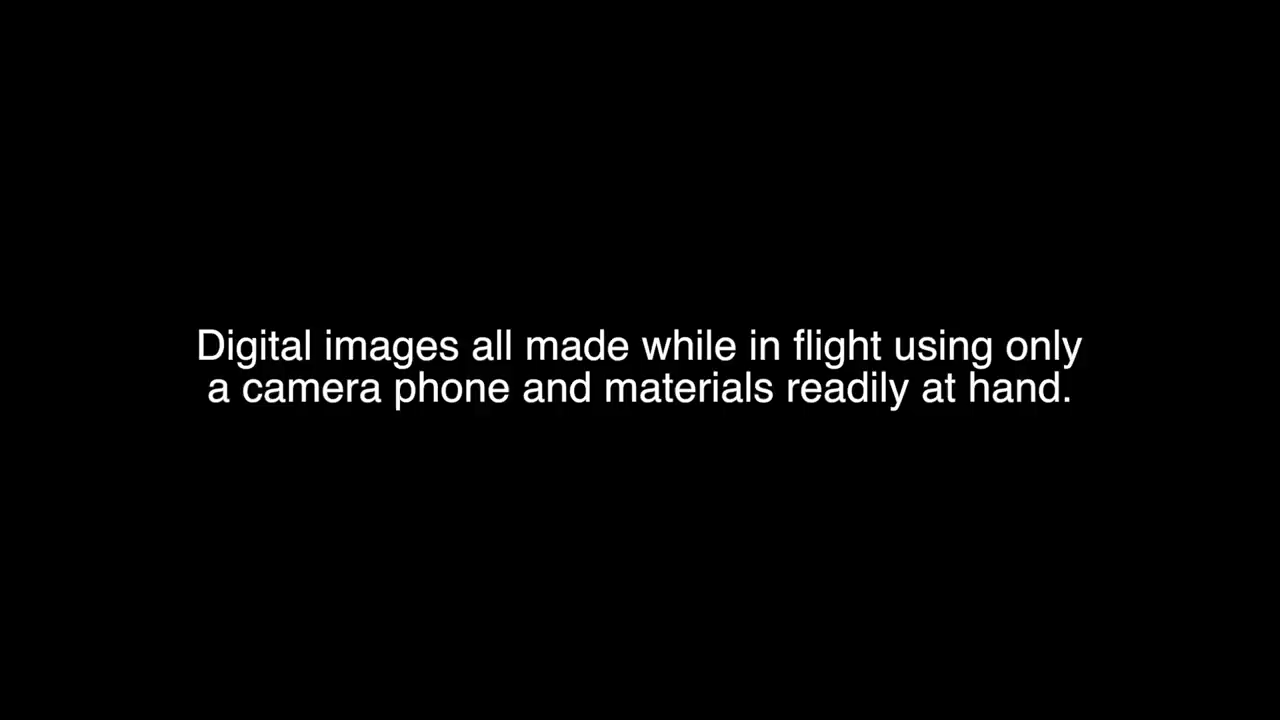 Digital images all made while in flight using only
a camera phone and materials readily at hand.